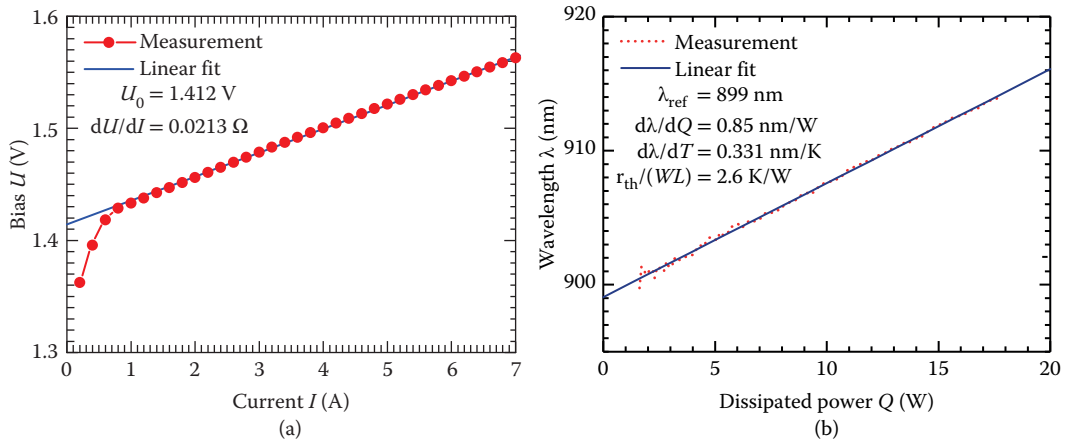 1.6
1.5
1.4
1.3
Bias U (V)
Measurement
Linear fit
U₀ = 1.412 V
dU/dI = 0.0213 Ω
0 1 2 3 4 5 6 7
Current I (A)
(a)
920
910
900
Wavelength λ (nm)
Measurement
Linear fit
λref = 899 nm
dλ/dQ = 0.85 nm/W
dλ/dT = 0.331 nm/K
rth/(WL) = 2.6 K/W
0 5 10 15 20
Dissipated power Q (W)
(b)